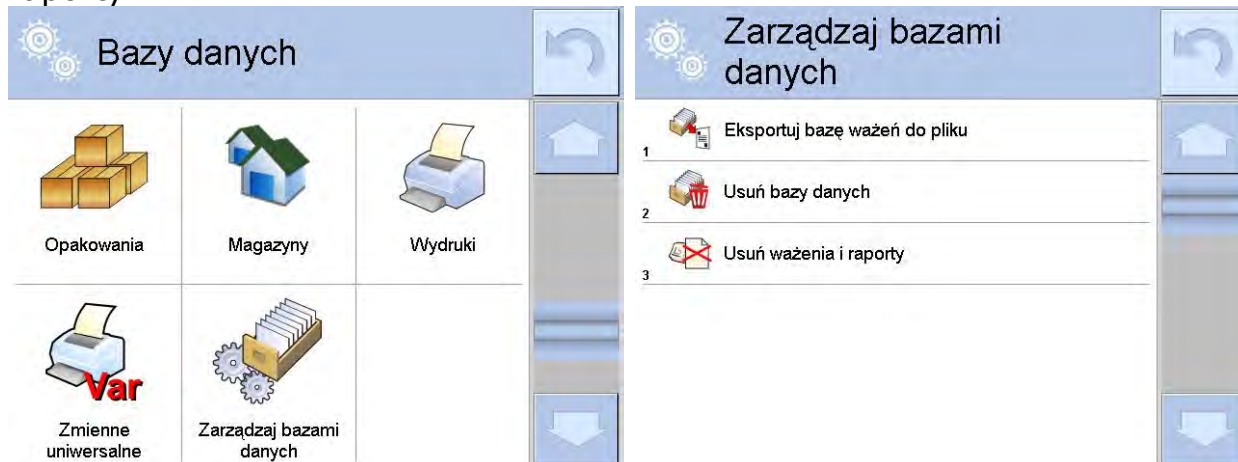 Bazy danych
Opakowania
Magazyny
Wydruki
Var
Zmienne
uniwersalne
Zarządzaj bazami
danych
Zarządzaj bazami
danych
1
Eksportuj bazę ważeń do pliku
2
Usuń bazy danych
3
Usuń ważenia i raporty